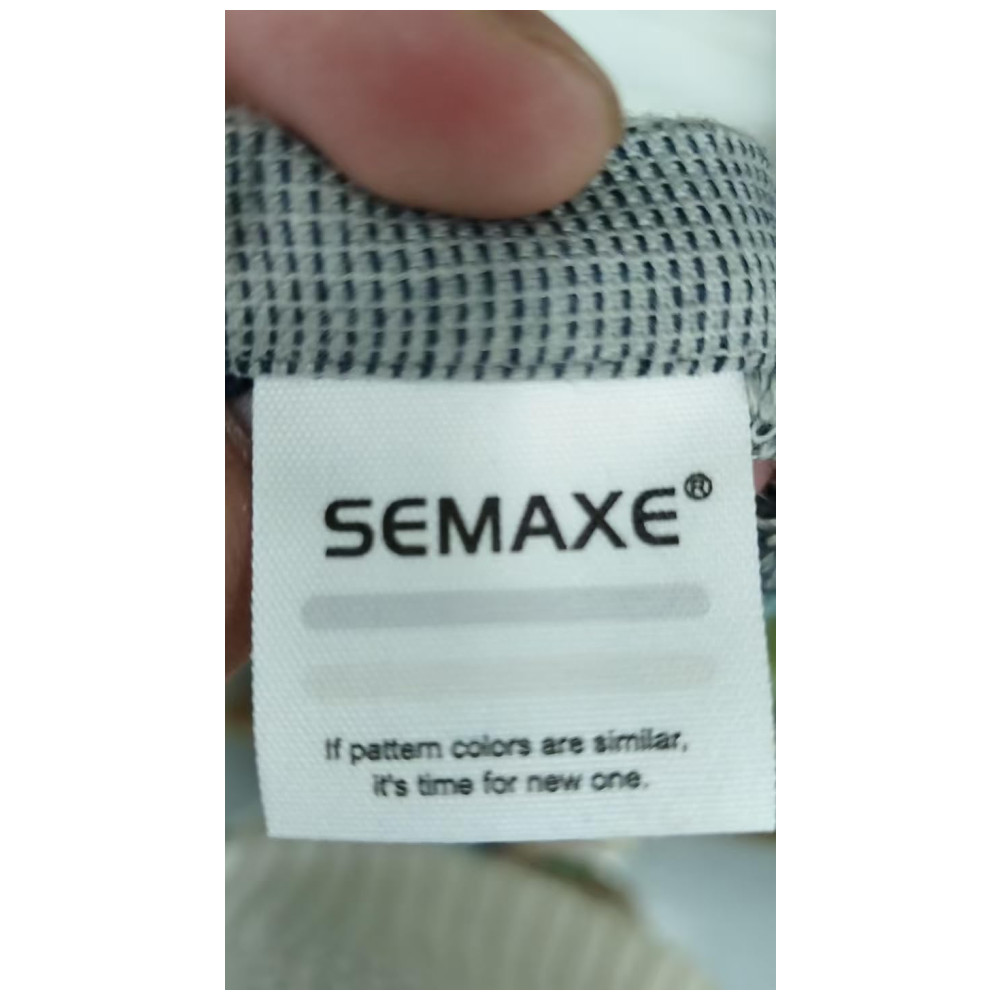 SEMAXE®
If pattern colors are similar,
it's time for new one.